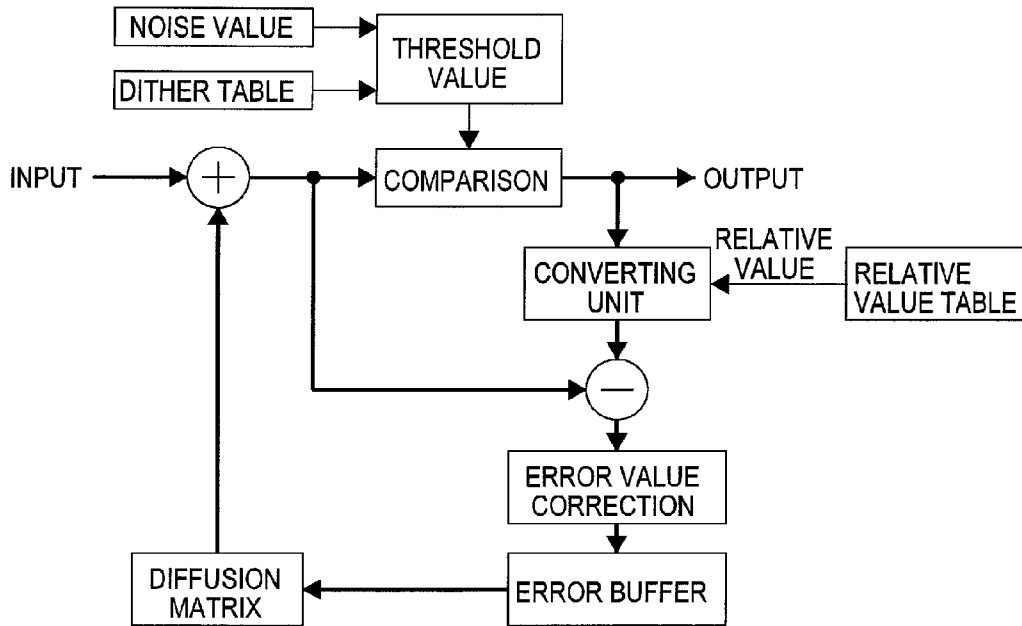 NOISE VALUE
DITHER TABLE
THRESHOLD
VALUE
INPUT
+
COMPARISON
OUTPUT
CONVERTING
UNIT
RELATIVE
VALUE
RELATIVE
VALUE TABLE
—
ERROR VALUE
CORRECTION
DIFFUSION
MATRIX
ERROR BUFFER